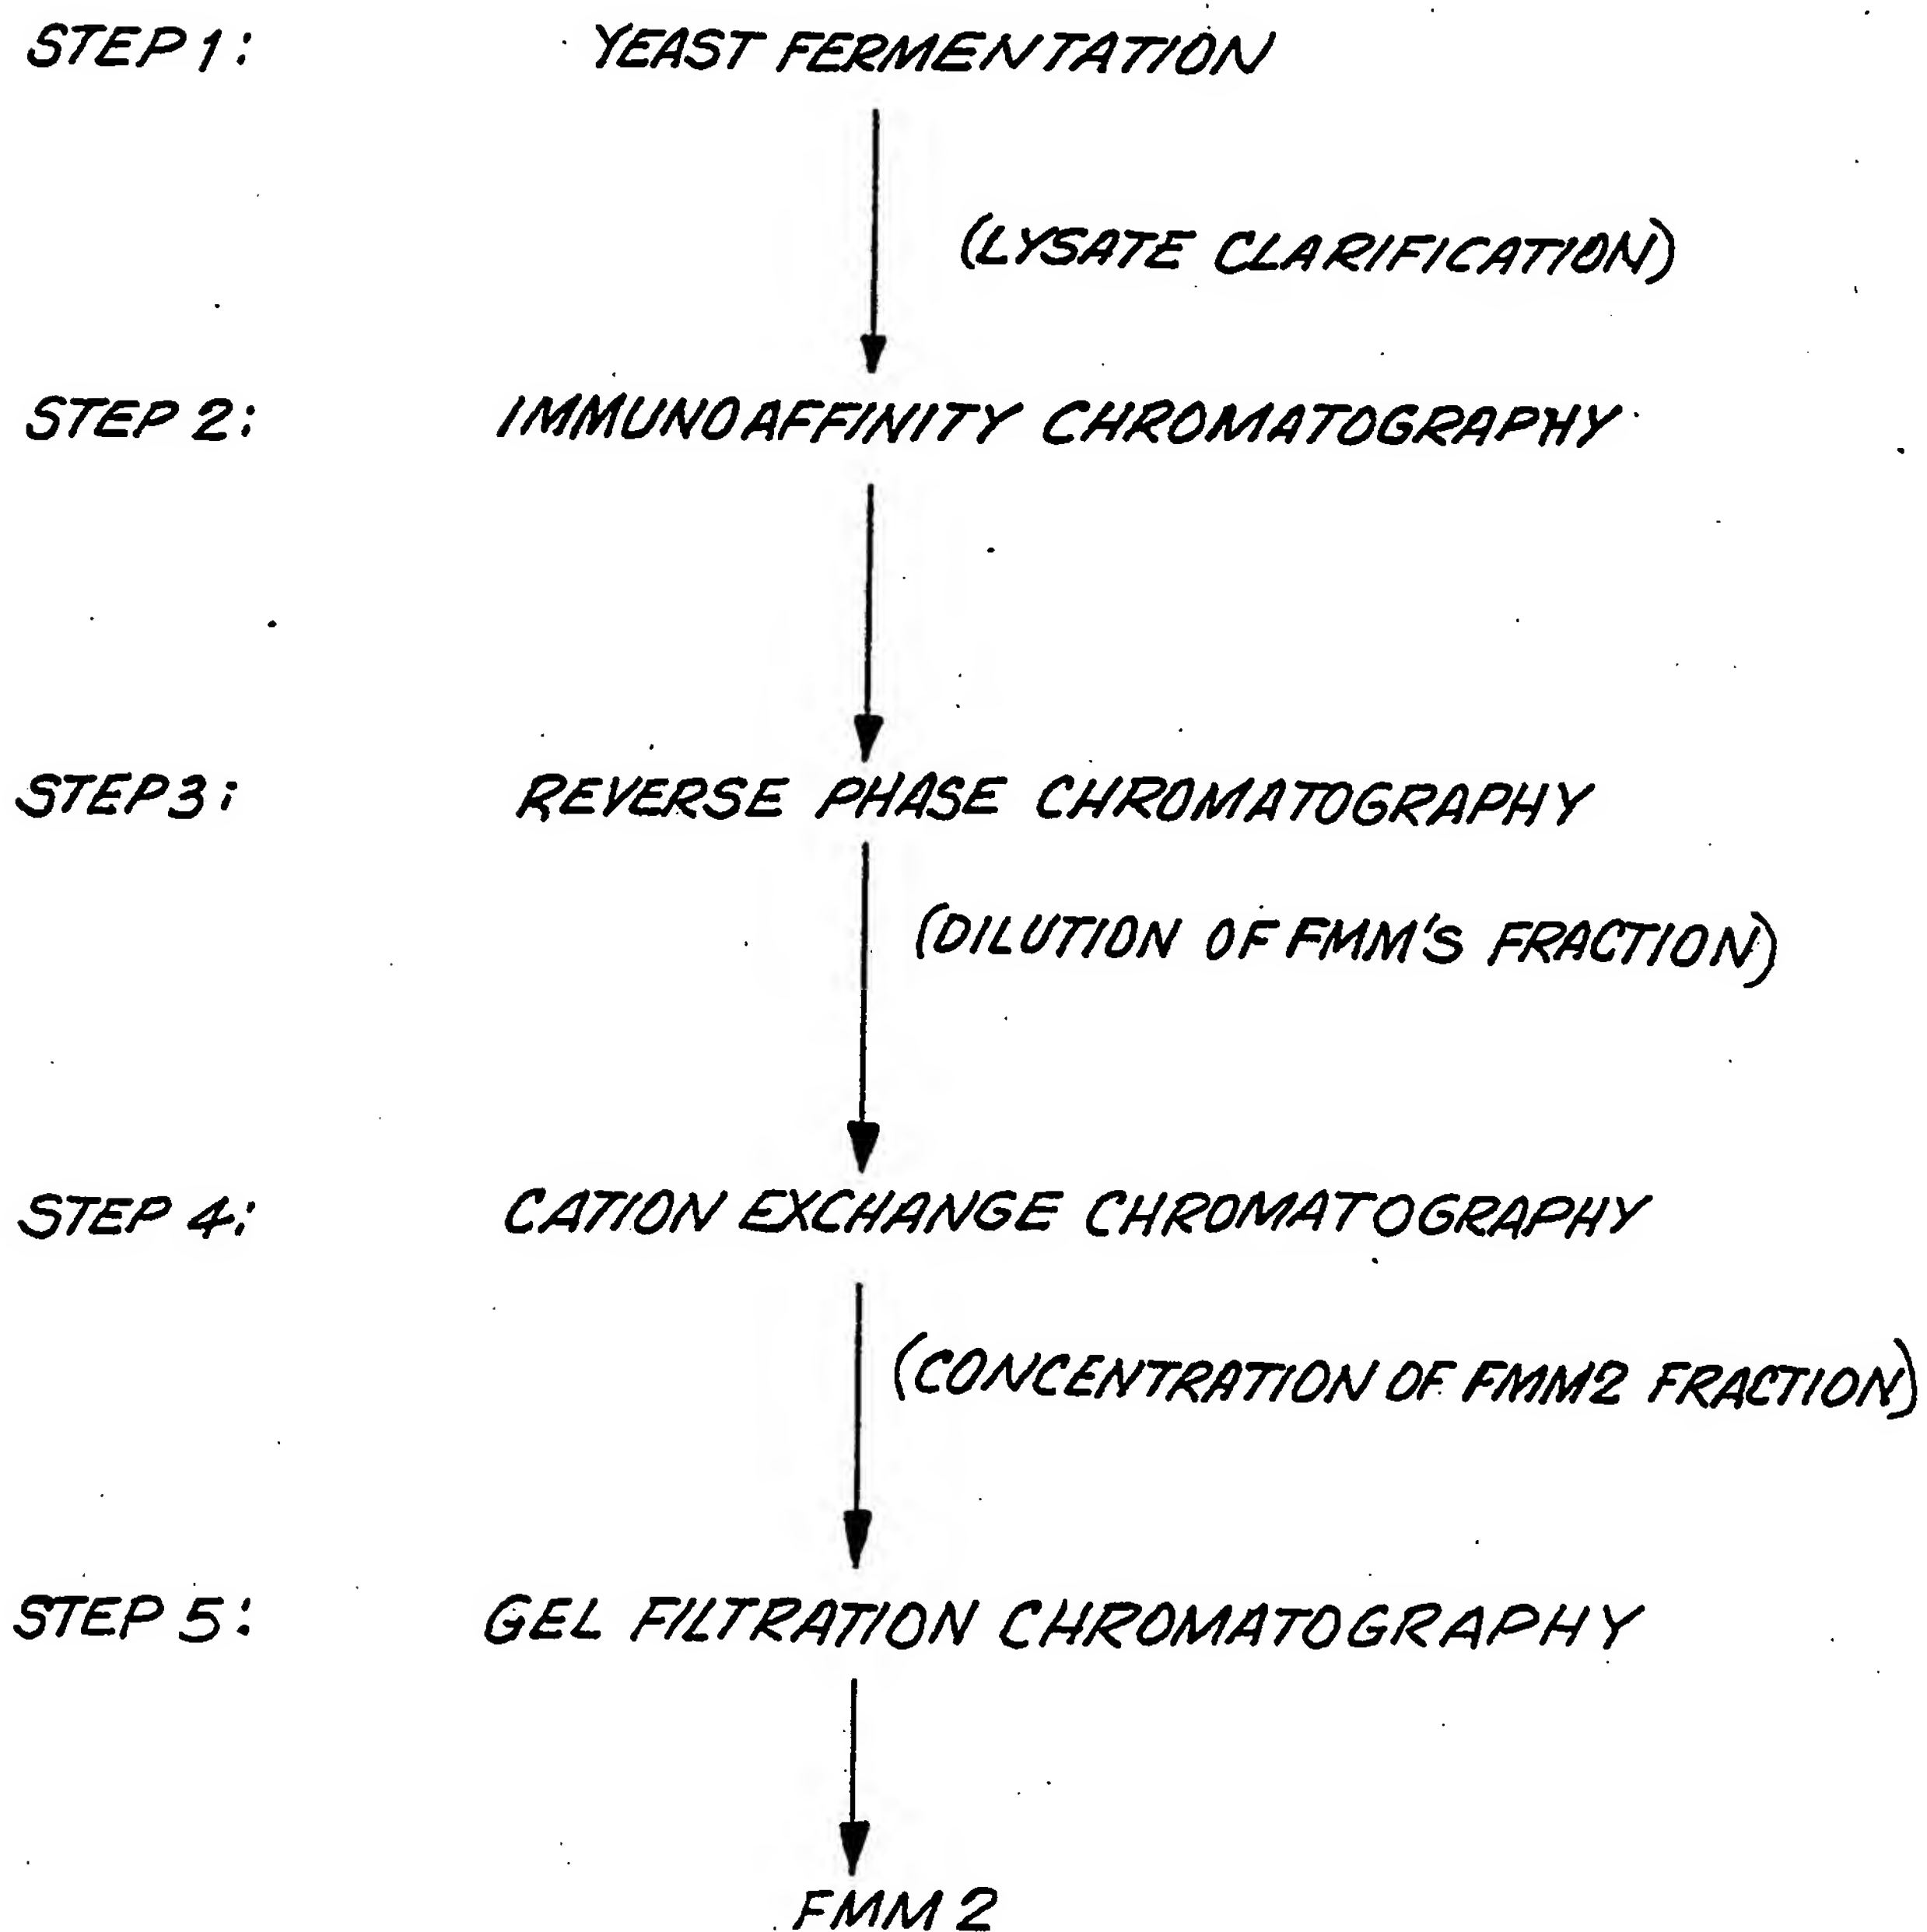 STEP 1: YEAST FERMENTATION
(LYSATE CLARIFICATION)
STEP 2: IMMUNOAFFINITY CHROMATOGRAPHY
STEP 3: REVERSE PHASE CHROMATOGRAPHY
(DILUTION OF FMM'S FRACTION)
STEP 4: CATION EXCHANGE CHROMATOGRAPHY
(CONCENTRATION OF FMM2 FRACTION)
STEP 5: GEL FILTRATION CHROMATOGRAPHY
FMM 2